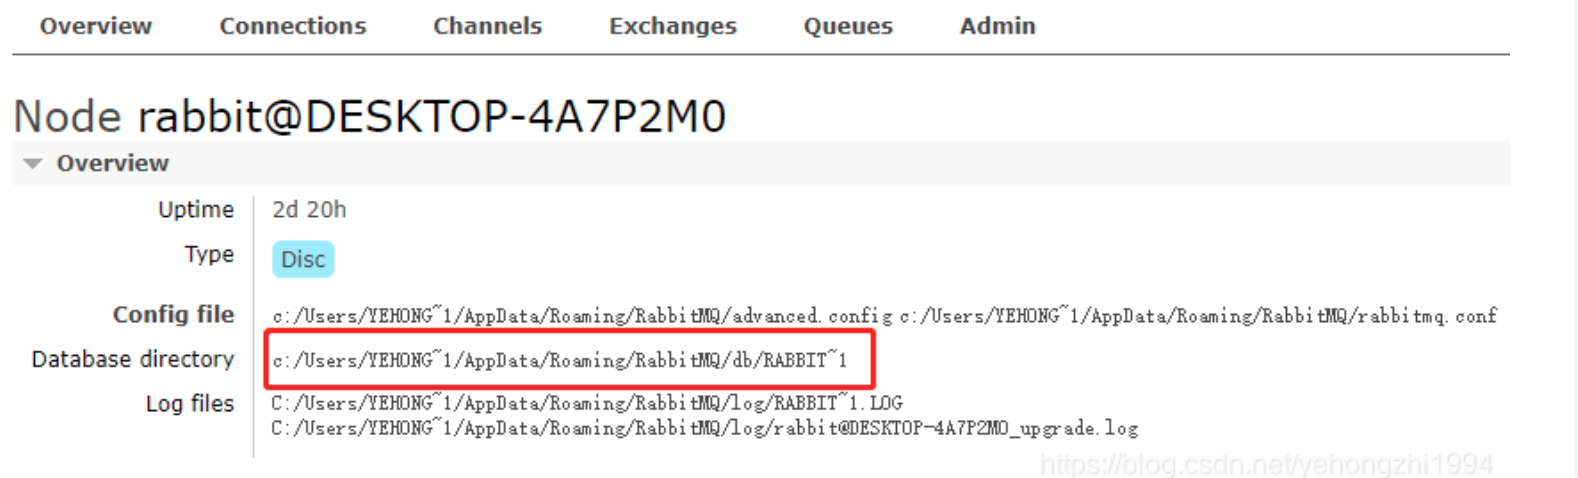 Overview Connections Channels Exchanges Queues Admin
Node rabbit@DESKTOP-4A7P2M0
Overview
Uptime 2d 20h
Type Disc
Config file c:/Users/YEHONG~1/AppData/Roaming/RabbitMQ/advanced.config c:/Users/YEHONG~1/AppData/Roaming/RabbitMQ/rabbitmq.conf
Database directory c:/Users/YEHONG~1/AppData/Roaming/RabbitMQ/db/RABBIT~1
Log files C:/Users/YEHONG~1/AppData/Roaming/RabbitMQ/log/RABBIT~1.LOG
C:/Users/YEHONG~1/AppData/Roaming/RabbitMQ/log/rabbit@DESKTOP-4A7P2M0_upgrade.log
https://blog.csdn.net/yehongzhi1994